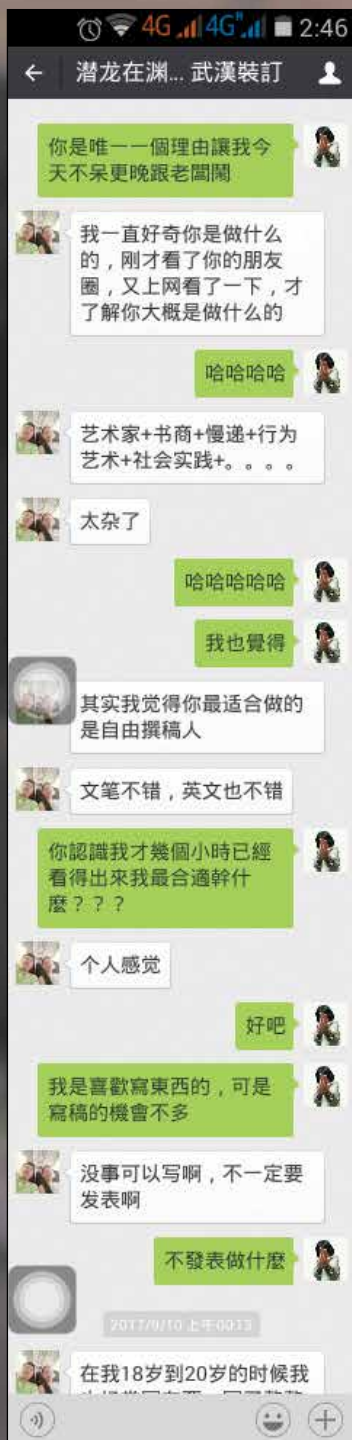 4G 4G 2:46
潜龙在渊... 武漢裝訂
你是唯一一個理由讓我今
天不呆更晚跟老闆鬧
我一直好奇你是做什么
的，刚才看了你的朋友
圈，又上网看了一下，才
了解你大概是做什么的
哈哈哈哈
艺术家+书商+慢递+行为
艺术+社会实践+。。。。
太杂了
哈哈哈哈哈
我也覺得
其实我觉得你最适合做的
是自由撰稿人
文笔不错，英文也不错
你認識我才幾個小時已經
看得出來我最合適幹什
麼？？？
个人感觉
好吧
我是喜歡寫東西的，可是
寫稿的機會不多
没事可以写啊，不一定要
发表啊
不發表做什麼
2017/9/10 上午00:13
在我18岁到20岁的时候我